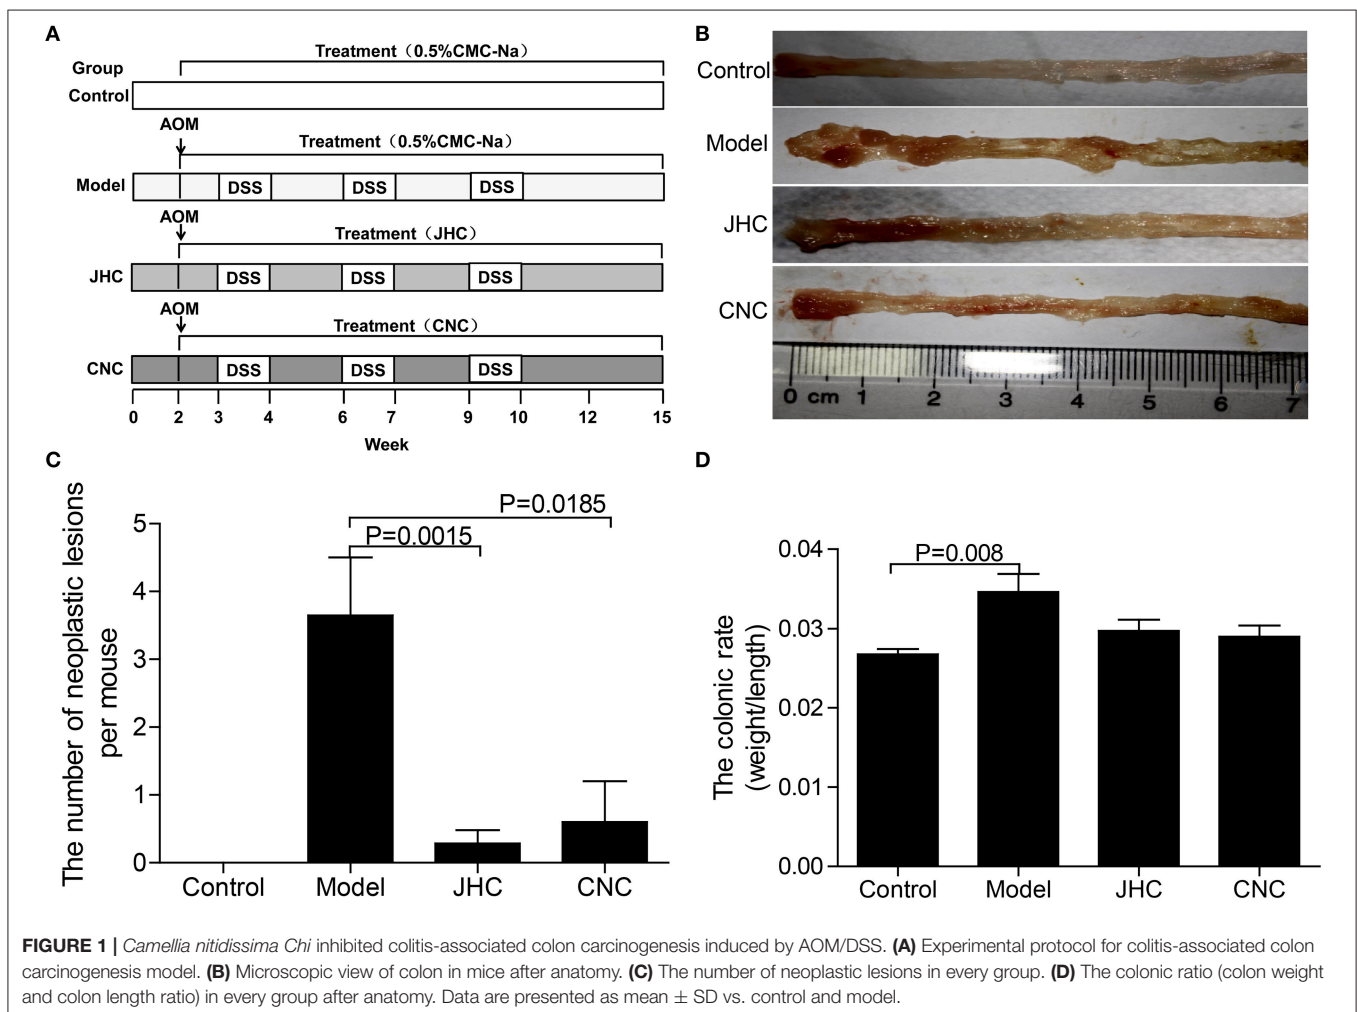 A
Treatment（0.5%CMC-Na）
Group
Control
AOM
Treatment（0.5%CMC-Na）
Model
DSS DSS DSS
AOM
Treatment（JHC）
JHC
DSS DSS DSS
AOM
Treatment（CNC）
CNC
DSS DSS DSS
0 2 3 4 6 7 9 10 12 15
Week
B
Control
Model
JHC
CNC
0 cm 1 2 3 4 5 6 7
C
The number of neoplastic lesions
per mouse
5
4
3
2
1
0
P=0.0185
P=0.0015
Control Model JHC CNC
D
The colonic rate
(weight/length)
0.04
0.03
0.02
0.01
0.00
P=0.008
Control Model JHC CNC
FIGURE 1 | Camellia nitidissima Chi inhibited colitis-associated colon carcinogenesis induced by AOM/DSS. (A) Experimental protocol for colitis-associated colon
carcinogenesis model. (B) Microscopic view of colon in mice after anatomy. (C) The number of neoplastic lesions in every group. (D) The colonic ratio (colon weight
and colon length ratio) in every group after anatomy. Data are presented as mean ± SD vs. control and model.